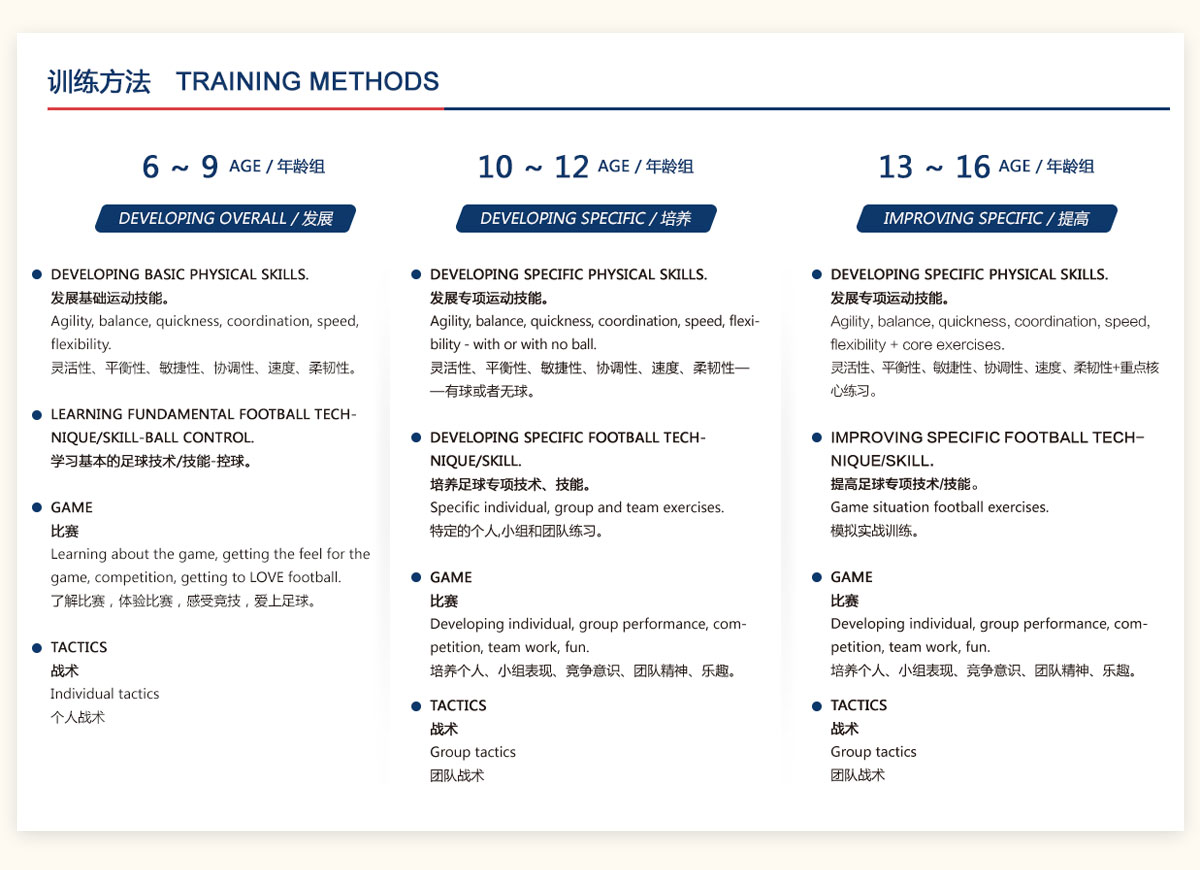 训练方法 TRAINING METHODS
6 ~ 9 AGE / 年龄组
DEVELOPING OVERALL / 发展
DEVELOPING BASIC PHYSICAL SKILLS.
发展基础运动技能。
Agility, balance, quickness, coordination, speed,
flexibility.
灵活性、平衡性、敏捷性、协调性、速度、柔韧性。
LEARNING FUNDAMENTAL FOOTBALL TECH-
NIQUE/SKILL-BALL CONTROL.
学习基本的足球技术/技能-控球。
GAME
比赛
Learning about the game, getting the feel for the
game, competition, getting to LOVE football.
了解比赛，体验比赛，感受竞技，爱上足球。
TACTICS
战术
Individual tactics
个人战术
10 ~ 12 AGE / 年龄组
DEVELOPING SPECIFIC / 培养
DEVELOPING SPECIFIC PHYSICAL SKILLS.
发展专项运动技能。
Agility, balance, quickness, coordination, speed, flexi-
bility - with or with no ball.
灵活性、平衡性、敏捷性、协调性、速度、柔韧性—
—有球或者无球。
DEVELOPING SPECIFIC FOOTBALL TECH-
NIQUE/SKILL.
培养足球专项技术、技能。
Specific individual, group and team exercises.
特定的个人,小组和团队练习。
GAME
比赛
Developing individual, group performance, com-
petition, team work, fun.
培养个人、小组表现、竞争意识、团队精神、乐趣。
TACTICS
战术
Group tactics
团队战术
13 ~ 16 AGE / 年龄组
IMPROVING SPECIFIC / 提高
DEVELOPING SPECIFIC PHYSICAL SKILLS.
发展专项运动技能。
Agility, balance, quickness, coordination, speed,
flexibility + core exercises.
灵活性、平衡性、敏捷性、协调性、速度、柔韧性+重点核
心练习。
IMPROVING SPECIFIC FOOTBALL TECH-
NIQUE/SKILL.
提高足球专项技术/技能。
Game situation football exercises.
模拟实战训练。
GAME
比赛
Developing individual, group performance, com-
petition, team work, fun.
培养个人、小组表现、竞争意识、团队精神、乐趣。
TACTICS
战术
Group tactics
团队战术